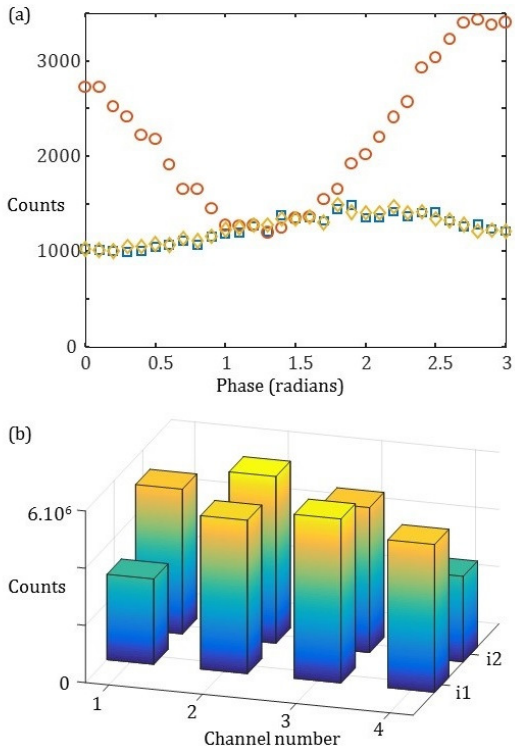 (a)
3000
2000
Counts
1000
0
0 0.5 1 1.5 2 2.5 3
Phase (radians)
(b)
6.10⁶
Counts
0
1 2 3 4
i1
i2
Channel number